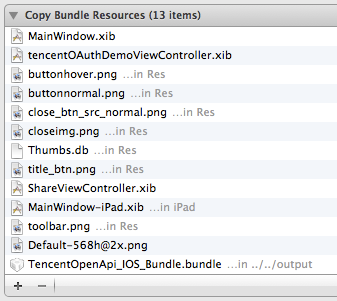 Copy Bundle Resources (13 items)
MainWindow.xib
tencentOAuthDemoViewController.xib
buttonhover.png ...in Res
buttonnormal.png ...in Res
close_btn_src_normal.png ...in Res
closeimg.png ...in Res
Thumbs.db ...in Res
title_btn.png ...in Res
ShareViewController.xib
MainWindow-iPad.xib ...in iPad
toolbar.png ...in Res
Default-568h@2x.png
TencentOpenApi_IOS_Bundle.bundle ...in ../../output